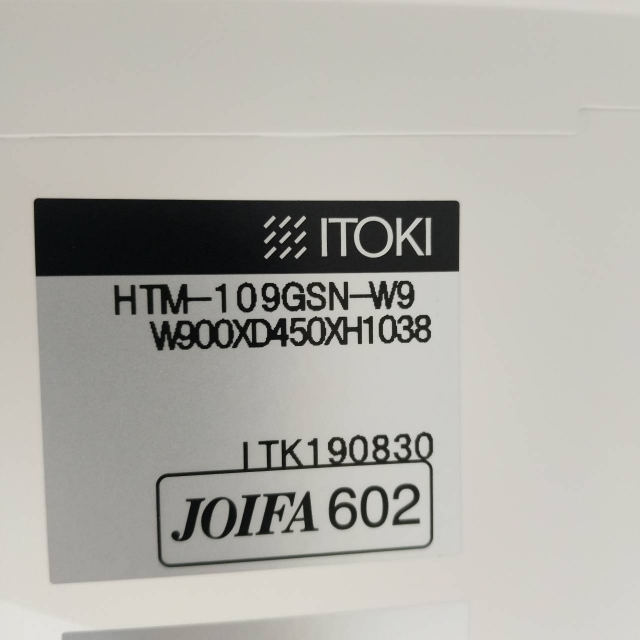 ITOKI
HTM-109GSN-W9
W900XD450XH1038
ITK190830
JOIFA 602